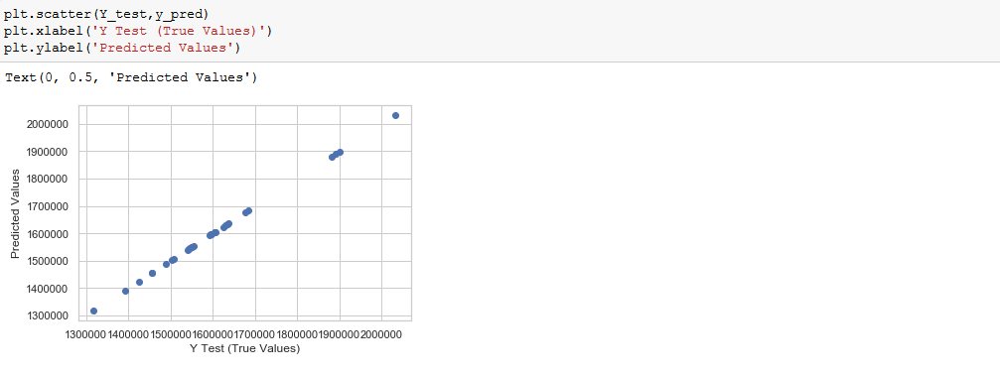 plt.scatter(Y_test,y_pred)
plt.xlabel('Y Test (True Values)')
plt.ylabel('Predicted Values')
Text(0, 0.5, 'Predicted Values')
2000000
1900000
1800000
1700000
1600000
1500000
1400000
1300000
Predicted Values
1300000 1400000 1500000 1600000 1700000 1800000 1900000 2000000
Y Test (True Values)